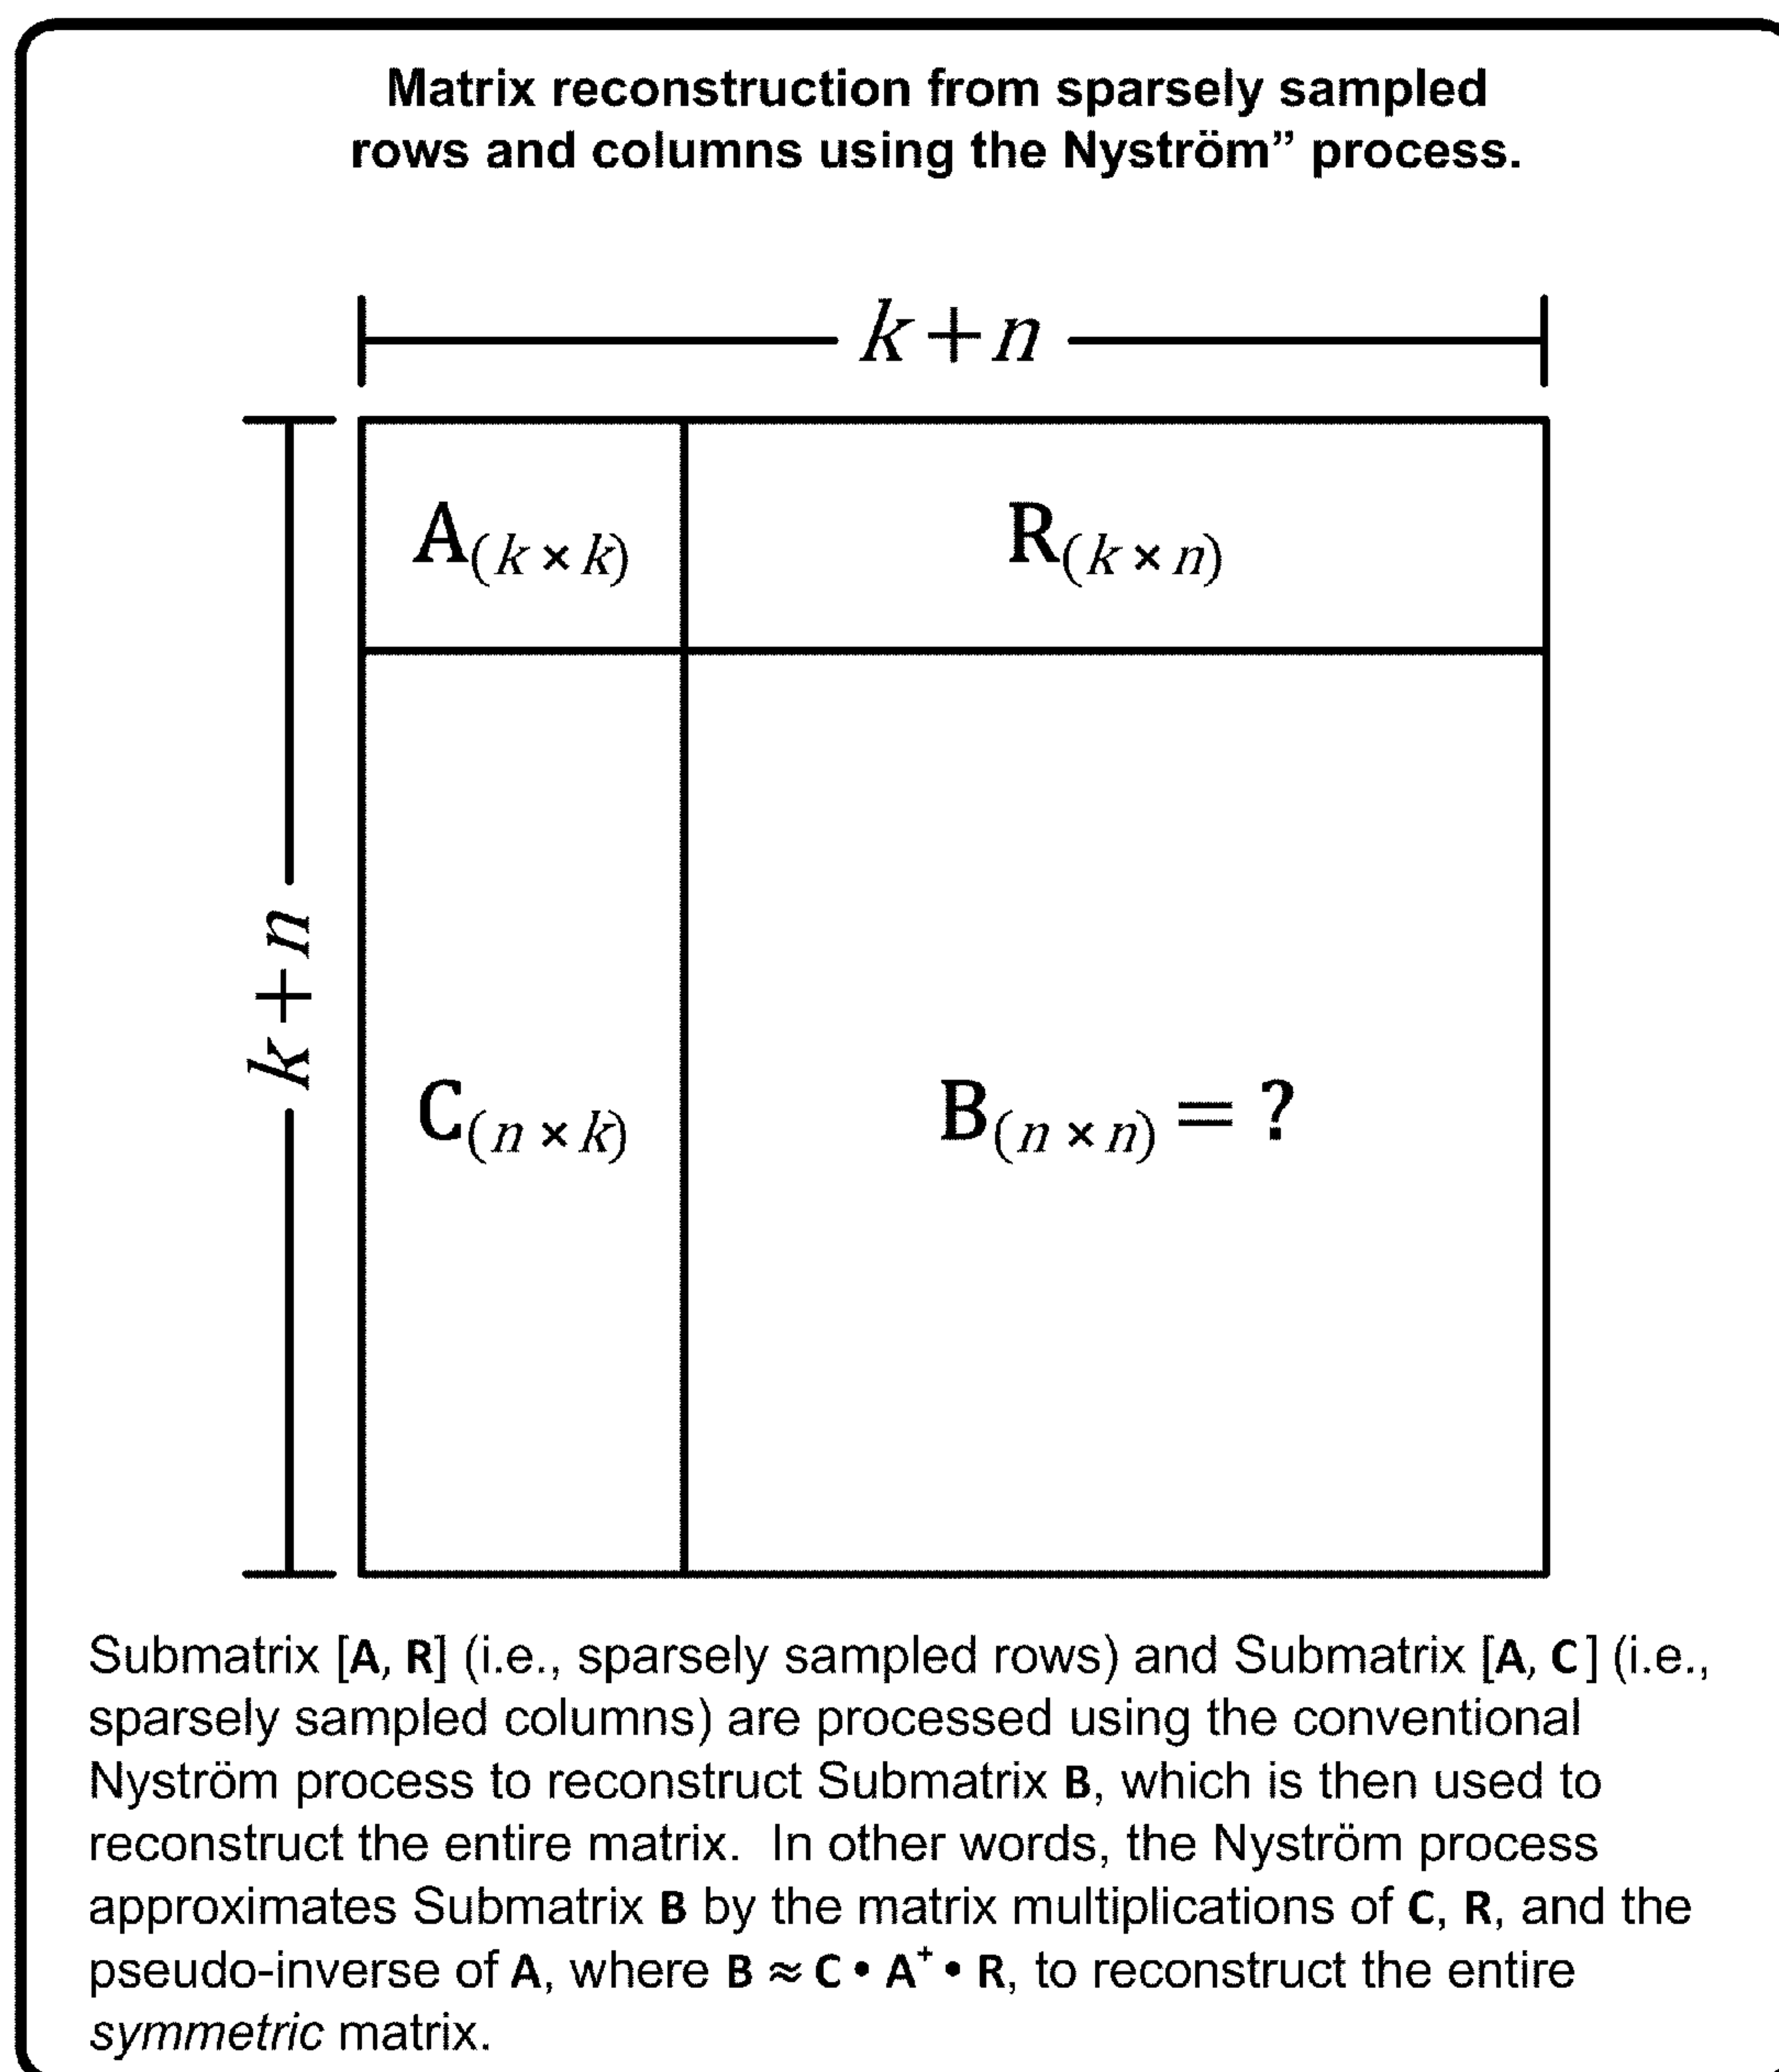 Matrix reconstruction from sparsely sampled
rows and columns using the Nyström” process.
k+n
A(k × k)
R(k × n)
k+n
C(n × k)
B(n × n) = ?
Submatrix [A, R] (i.e., sparsely sampled rows) and Submatrix [A, C] (i.e.,
sparsely sampled columns) are processed using the conventional
Nyström process to reconstruct Submatrix B, which is then used to
reconstruct the entire matrix. In other words, the Nyström process
approximates Submatrix B by the matrix multiplications of C, R, and the
pseudo-inverse of A, where B ≈ C • A⁺ • R, to reconstruct the entire
symmetric matrix.